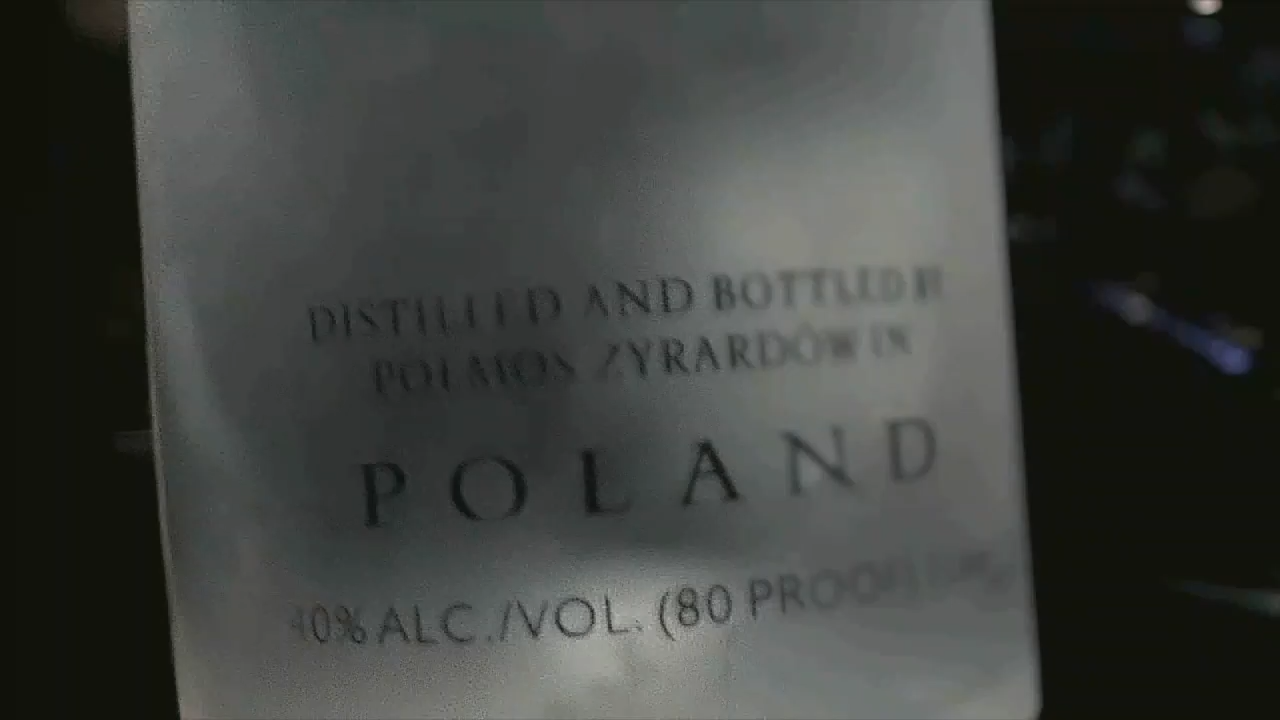 DISTILLED AND BOTTLED BY
POLMOS ZYRARDÓW IN
POLAND
40% ALC./VOL. (80 PROOF)